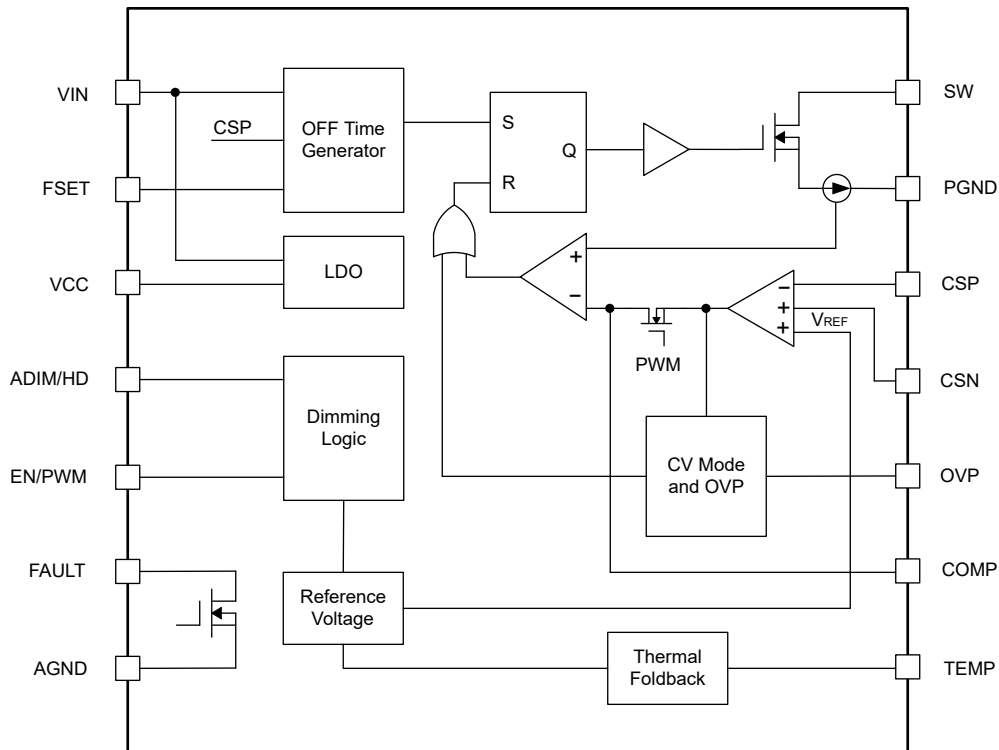 VIN
FSET
VCC
ADIM/HD
EN/PWM
FAULT
AGND
CSP
OFF Time
Generator
LDO
Dimming
Logic
Reference
Voltage
S
R
Q
+
−
PWM
−
+
+
VREF
CV Mode
and OVP
Thermal
Foldback
SW
PGND
CSP
CSN
OVP
COMP
TEMP